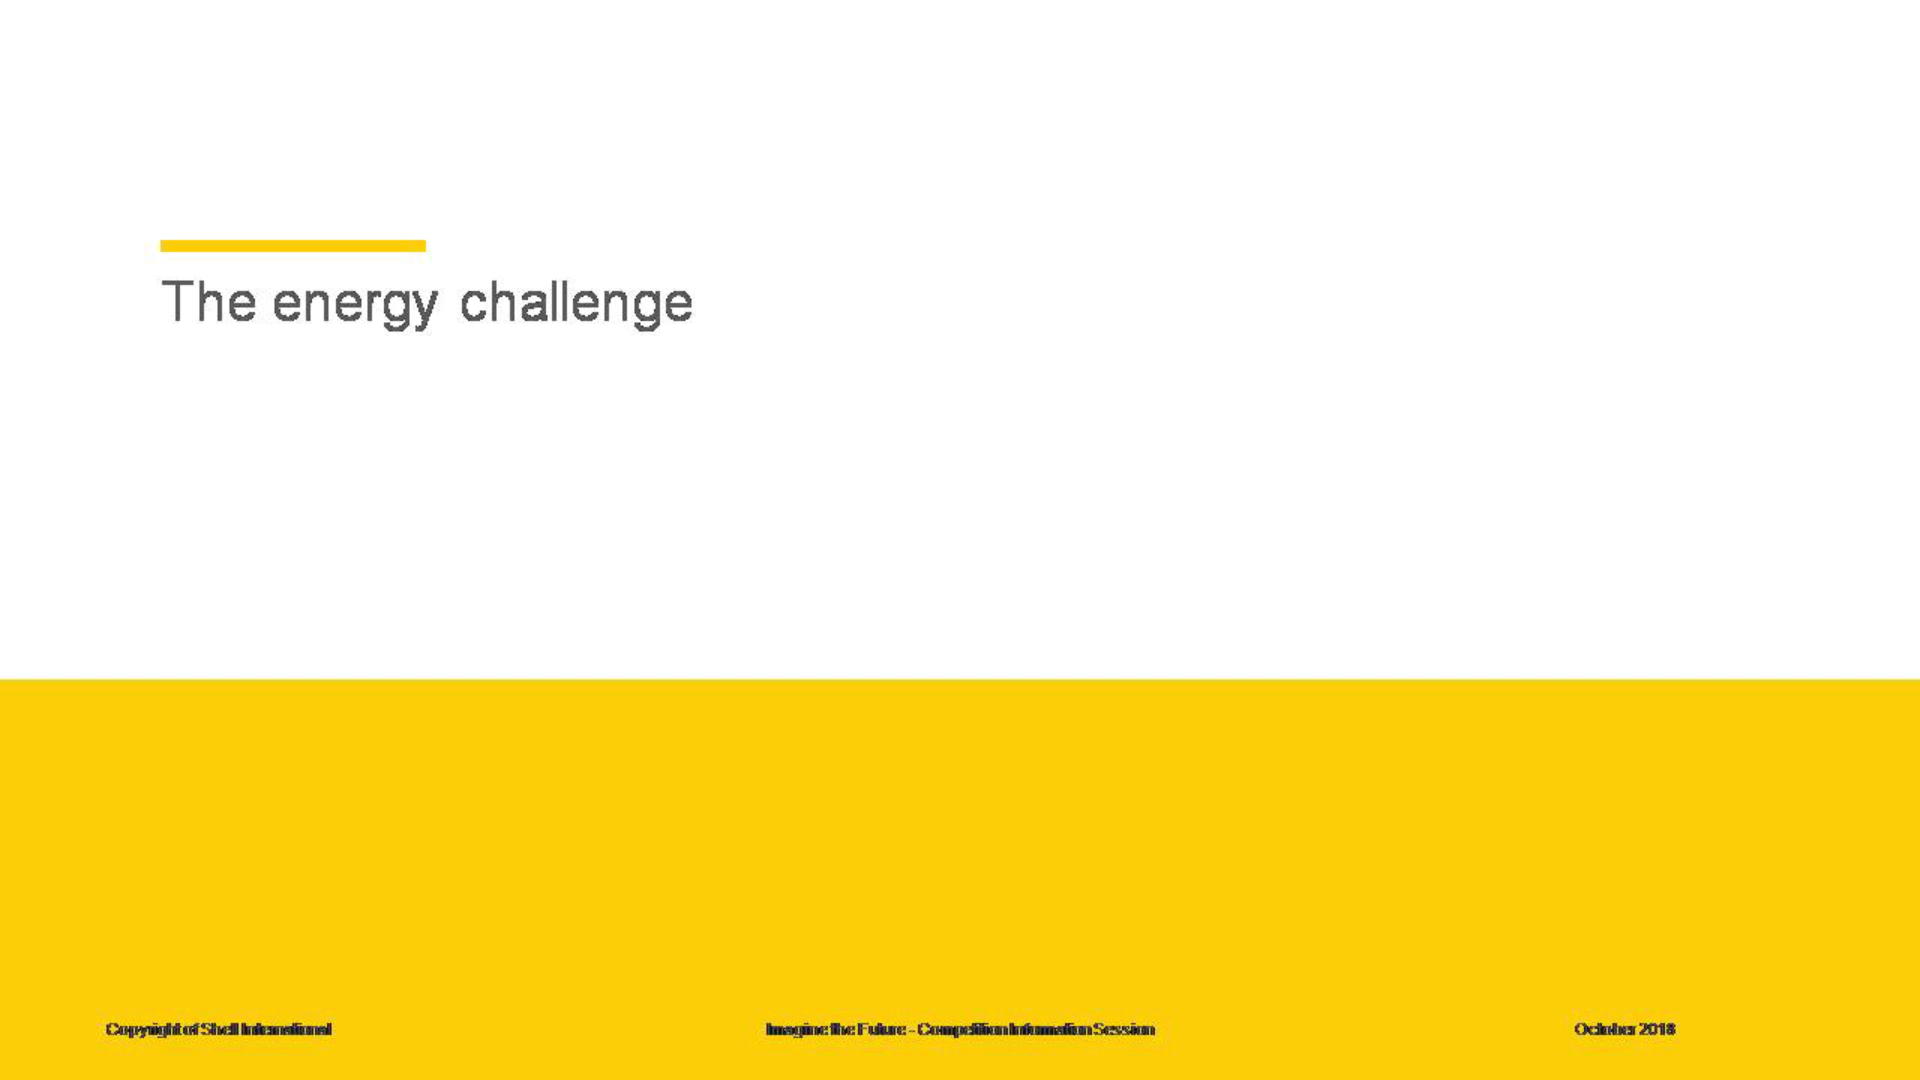 The energy challenge
Copyright of Shell International
Imagine the Future - Competition Information Session
October 2018